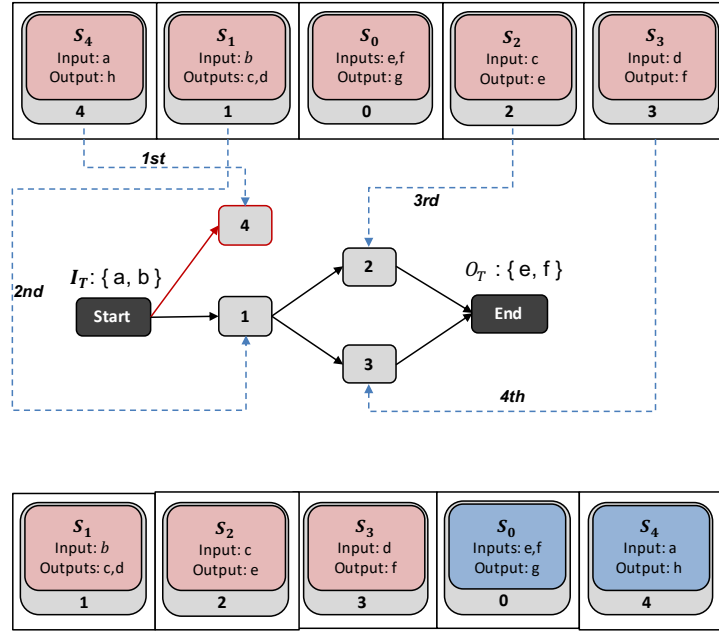 S₄
Input: a
Output: h
4
S₁
Input: b
Outputs: c,d
1
S₀
Inputs: e,f
Output: g
0
S₂
Input: c
Output: e
2
S₃
Input: d
Output: f
3
1st
3rd
4
2
I_T: { a, b }
O_T : { e, f }
2nd
Start
1
End
3
4th
S₁
Input: b
Outputs: c,d
1
S₂
Input: c
Output: e
2
S₃
Input: d
Output: f
3
S₀
Inputs: e,f
Output: g
0
S₄
Input: a
Output: h
4